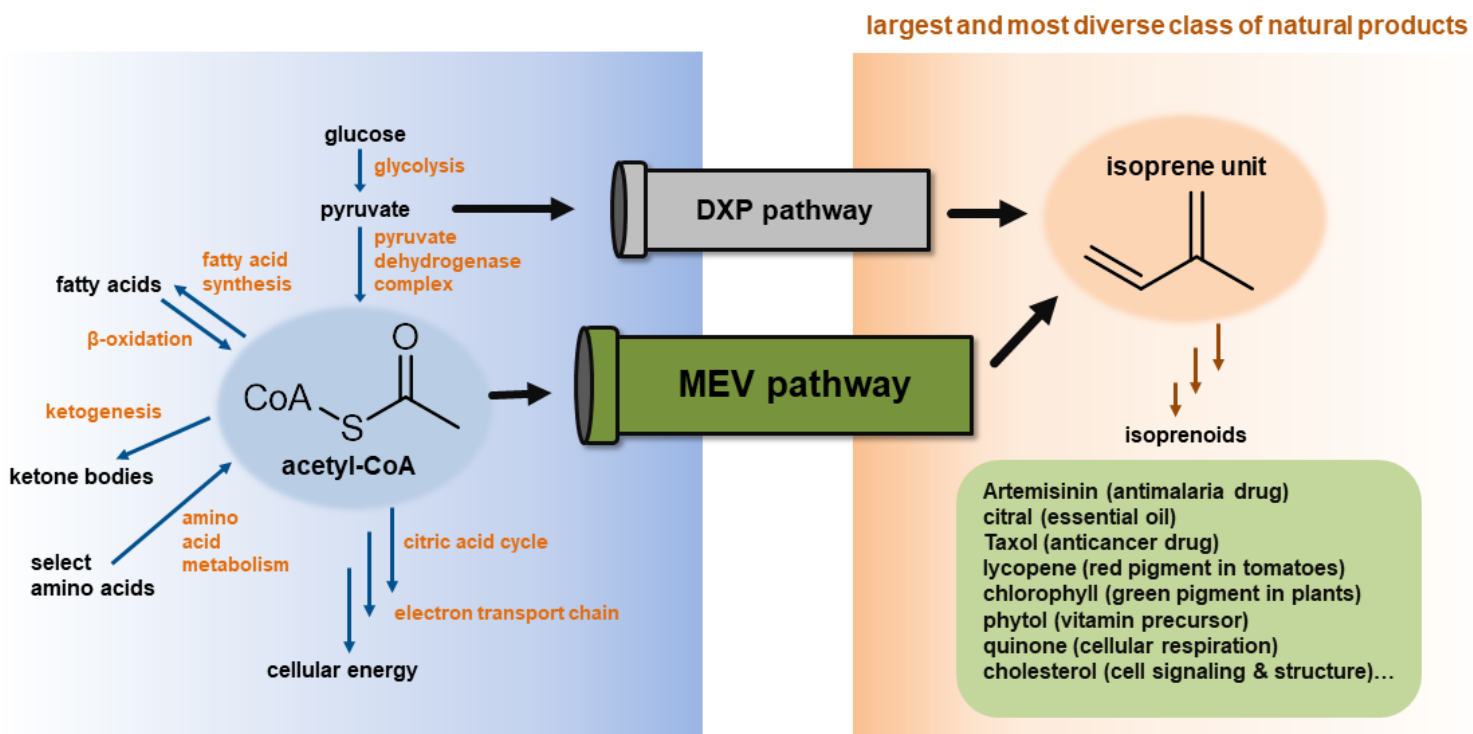 largest and most diverse class of natural products
glucose
glycolysis
pyruvate
pyruvate
dehydrogenase
complex
fatty acid
synthesis
fatty acids
β-oxidation
ketogenesis
ketone bodies
CoA
S
O
acetyl-CoA
amino
acid
metabolism
select
amino acids
citric acid cycle
electron transport chain
cellular energy
DXP pathway
MEV pathway
isoprene unit
isoprenoids
Artemisinin (antimalaria drug)
citral (essential oil)
Taxol (anticancer drug)
lycopene (red pigment in tomatoes)
chlorophyll (green pigment in plants)
phytol (vitamin precursor)
quinone (cellular respiration)
cholesterol (cell signaling & structure)...